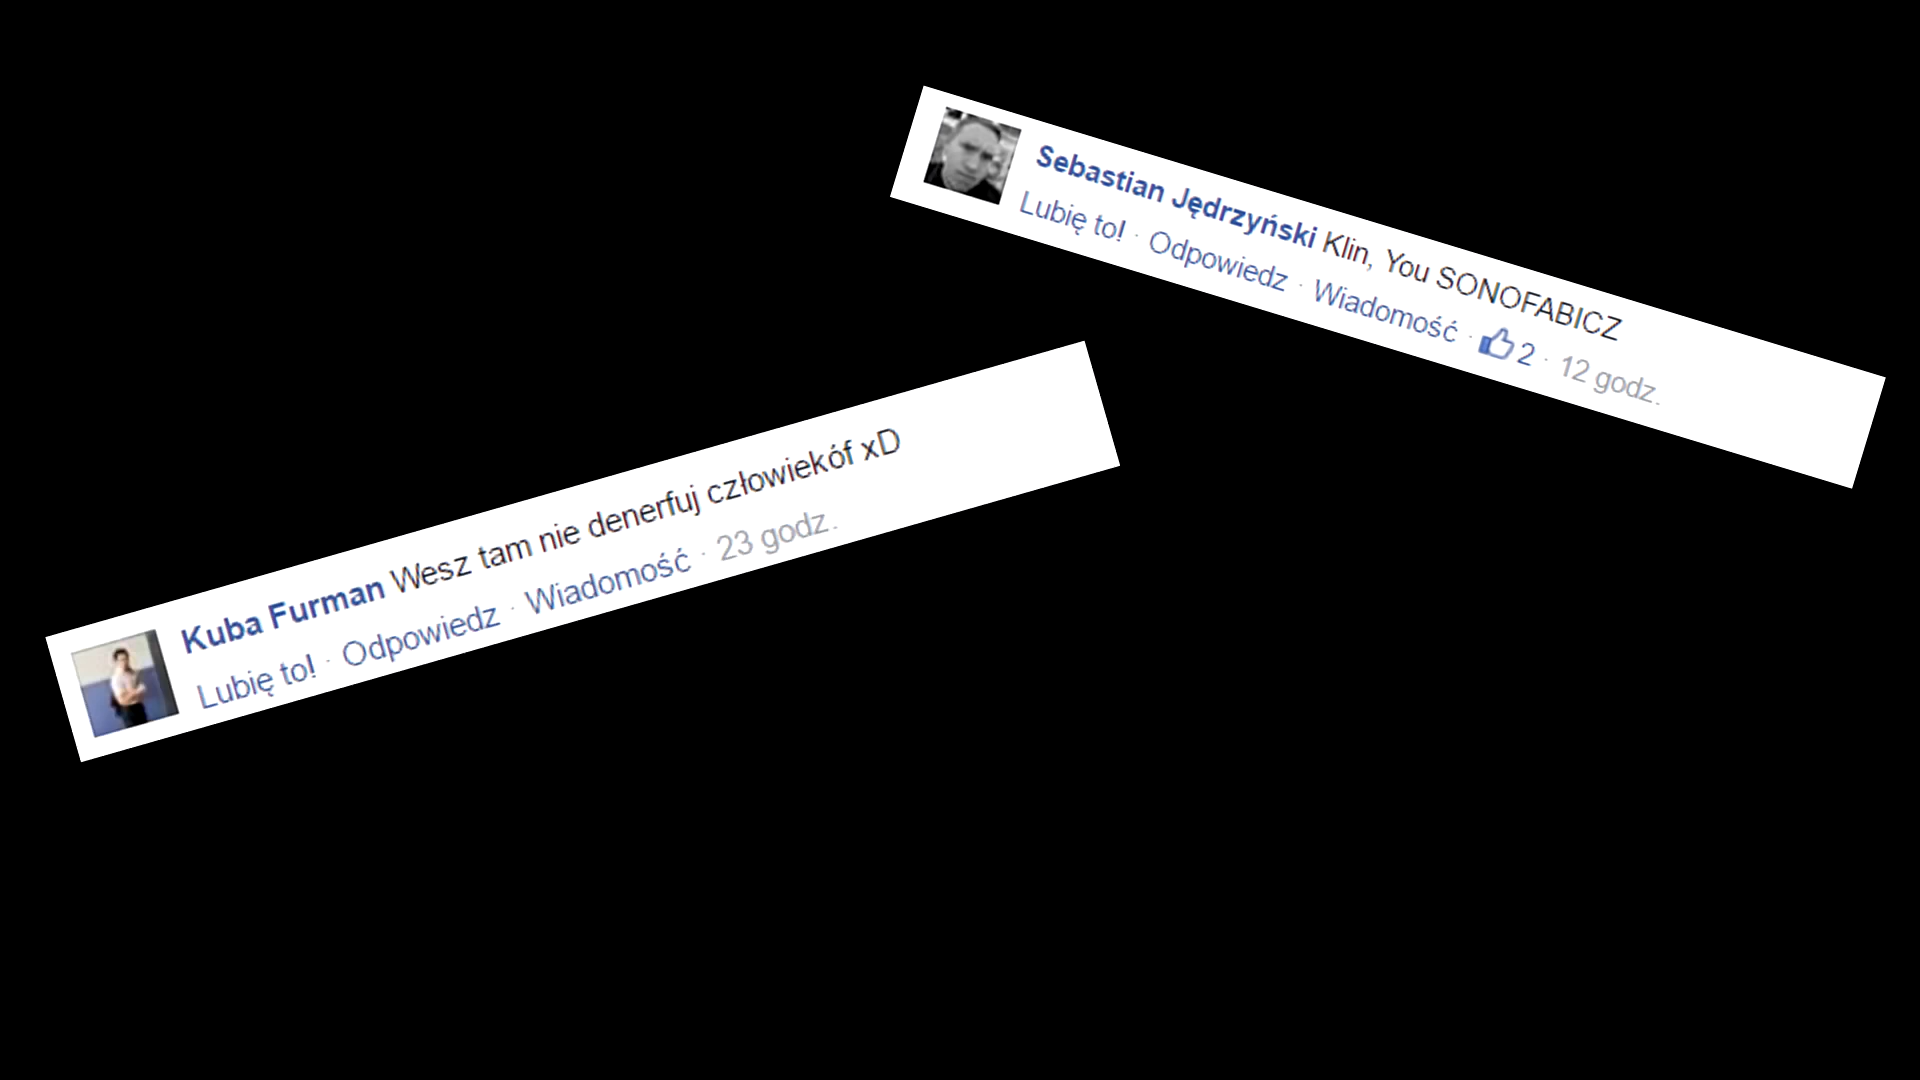 Sebastian Jędrzyński Klin, You SONOFABICZ
Lubię to! · Odpowiedz · Wiadomość · 2 · 12 godz.
Kuba Furman Wesz tam nie denerfuj człowiekóf xD
Lubię to! · Odpowiedz · Wiadomość · 23 godz.